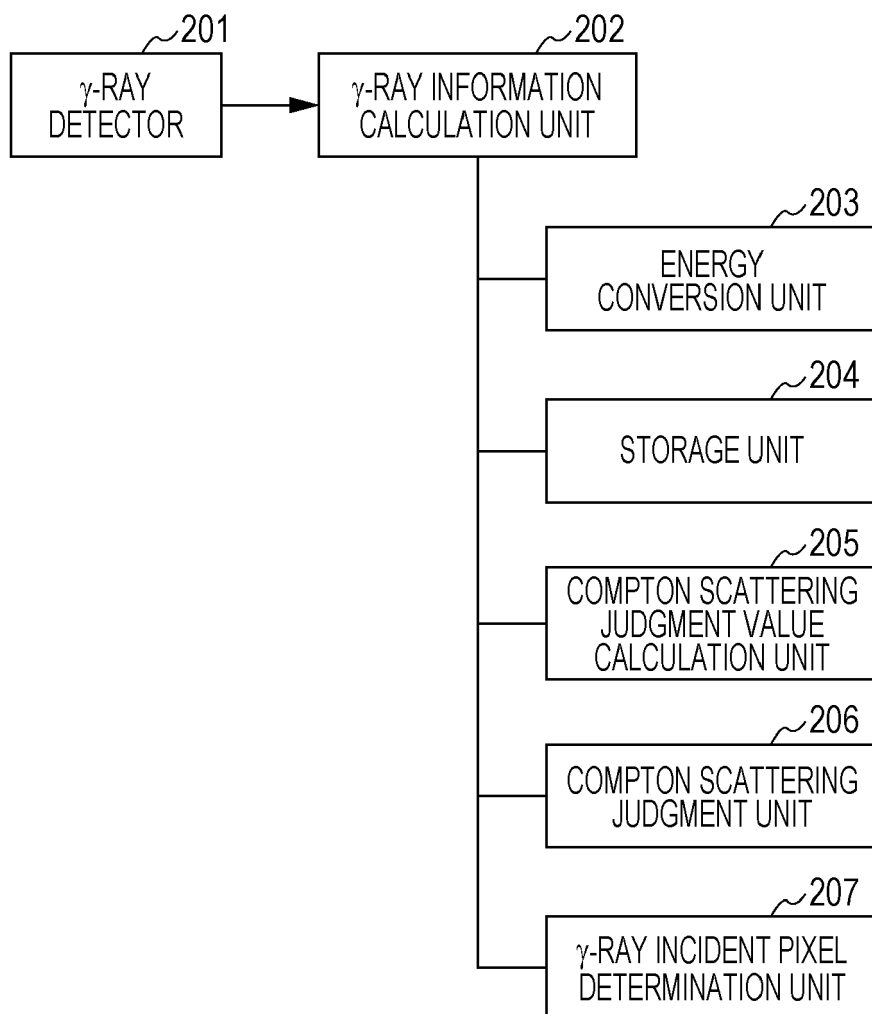 201
γ-RAY
DETECTOR
202
γ-RAY INFORMATION
CALCULATION UNIT
203
ENERGY
CONVERSION UNIT
204
STORAGE UNIT
205
COMPTON SCATTERING
JUDGMENT VALUE
CALCULATION UNIT
206
COMPTON SCATTERING
JUDGMENT UNIT
207
γ-RAY INCIDENT PIXEL
DETERMINATION UNIT